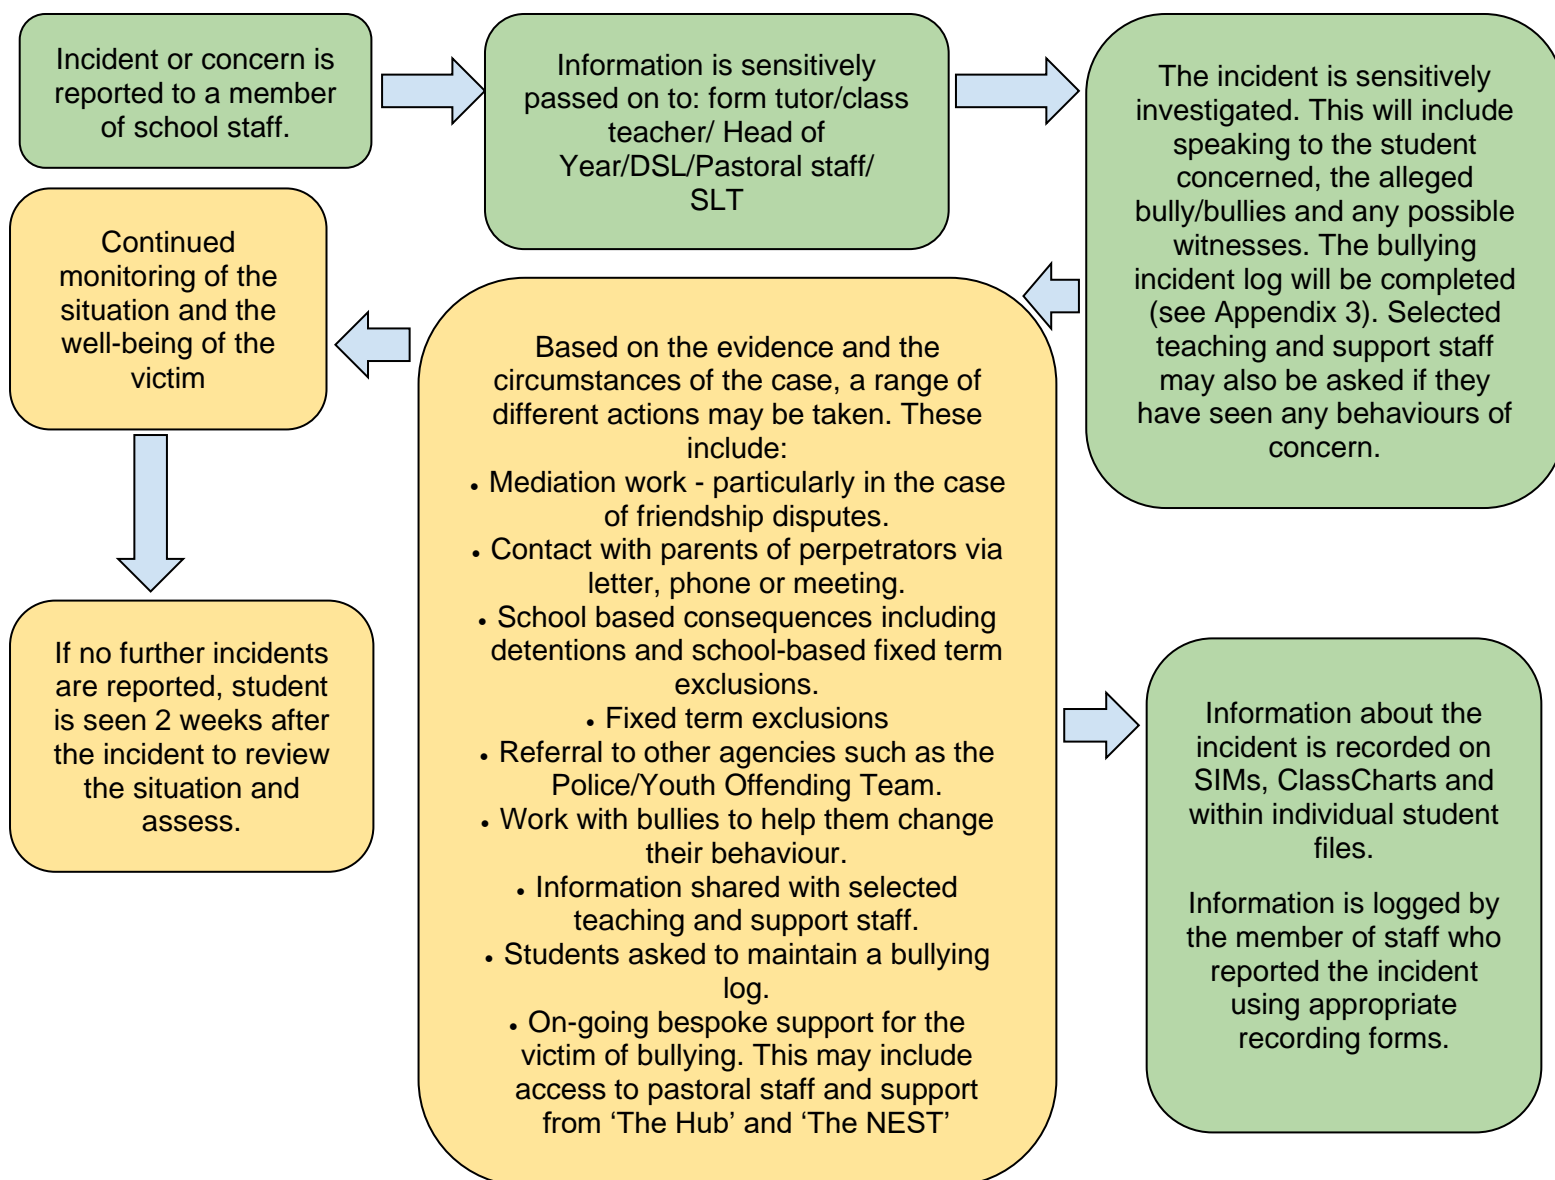 Incident or concern is
reported to a member
of school staff.
Information is sensitively
passed on to: form tutor/class
teacher/ Head of
Year/DSL/Pastoral staff/
SLT
The incident is sensitively
investigated. This will include
speaking to the student
concerned, the alleged
bully/bullies and any possible
witnesses. The bullying
incident log will be completed
(see Appendix 3). Selected
teaching and support staff
may also be asked if they
have seen any behaviours of
concern.
Based on the evidence and the
circumstances of the case, a range of
different actions may be taken. These
include:
• Mediation work - particularly in the case
of friendship disputes.
• Contact with parents of perpetrators via
letter, phone or meeting.
• School based consequences including
detentions and school-based fixed term
exclusions.
• Fixed term exclusions
• Referral to other agencies such as the
Police/Youth Offending Team.
• Work with bullies to help them change
their behaviour.
• Information shared with selected
teaching and support staff.
• Students asked to maintain a bullying
log.
• On-going bespoke support for the
victim of bullying. This may include
access to pastoral staff and support
from ‘The Hub’ and ‘The NEST’
Continued
monitoring of the
situation and the
well-being of the
victim
If no further incidents
are reported, student
is seen 2 weeks after
the incident to review
the situation and
assess.
Information about the
incident is recorded on
SIMs, ClassCharts and
within individual student
files.
Information is logged by
the member of staff who
reported the incident
using appropriate
recording forms.